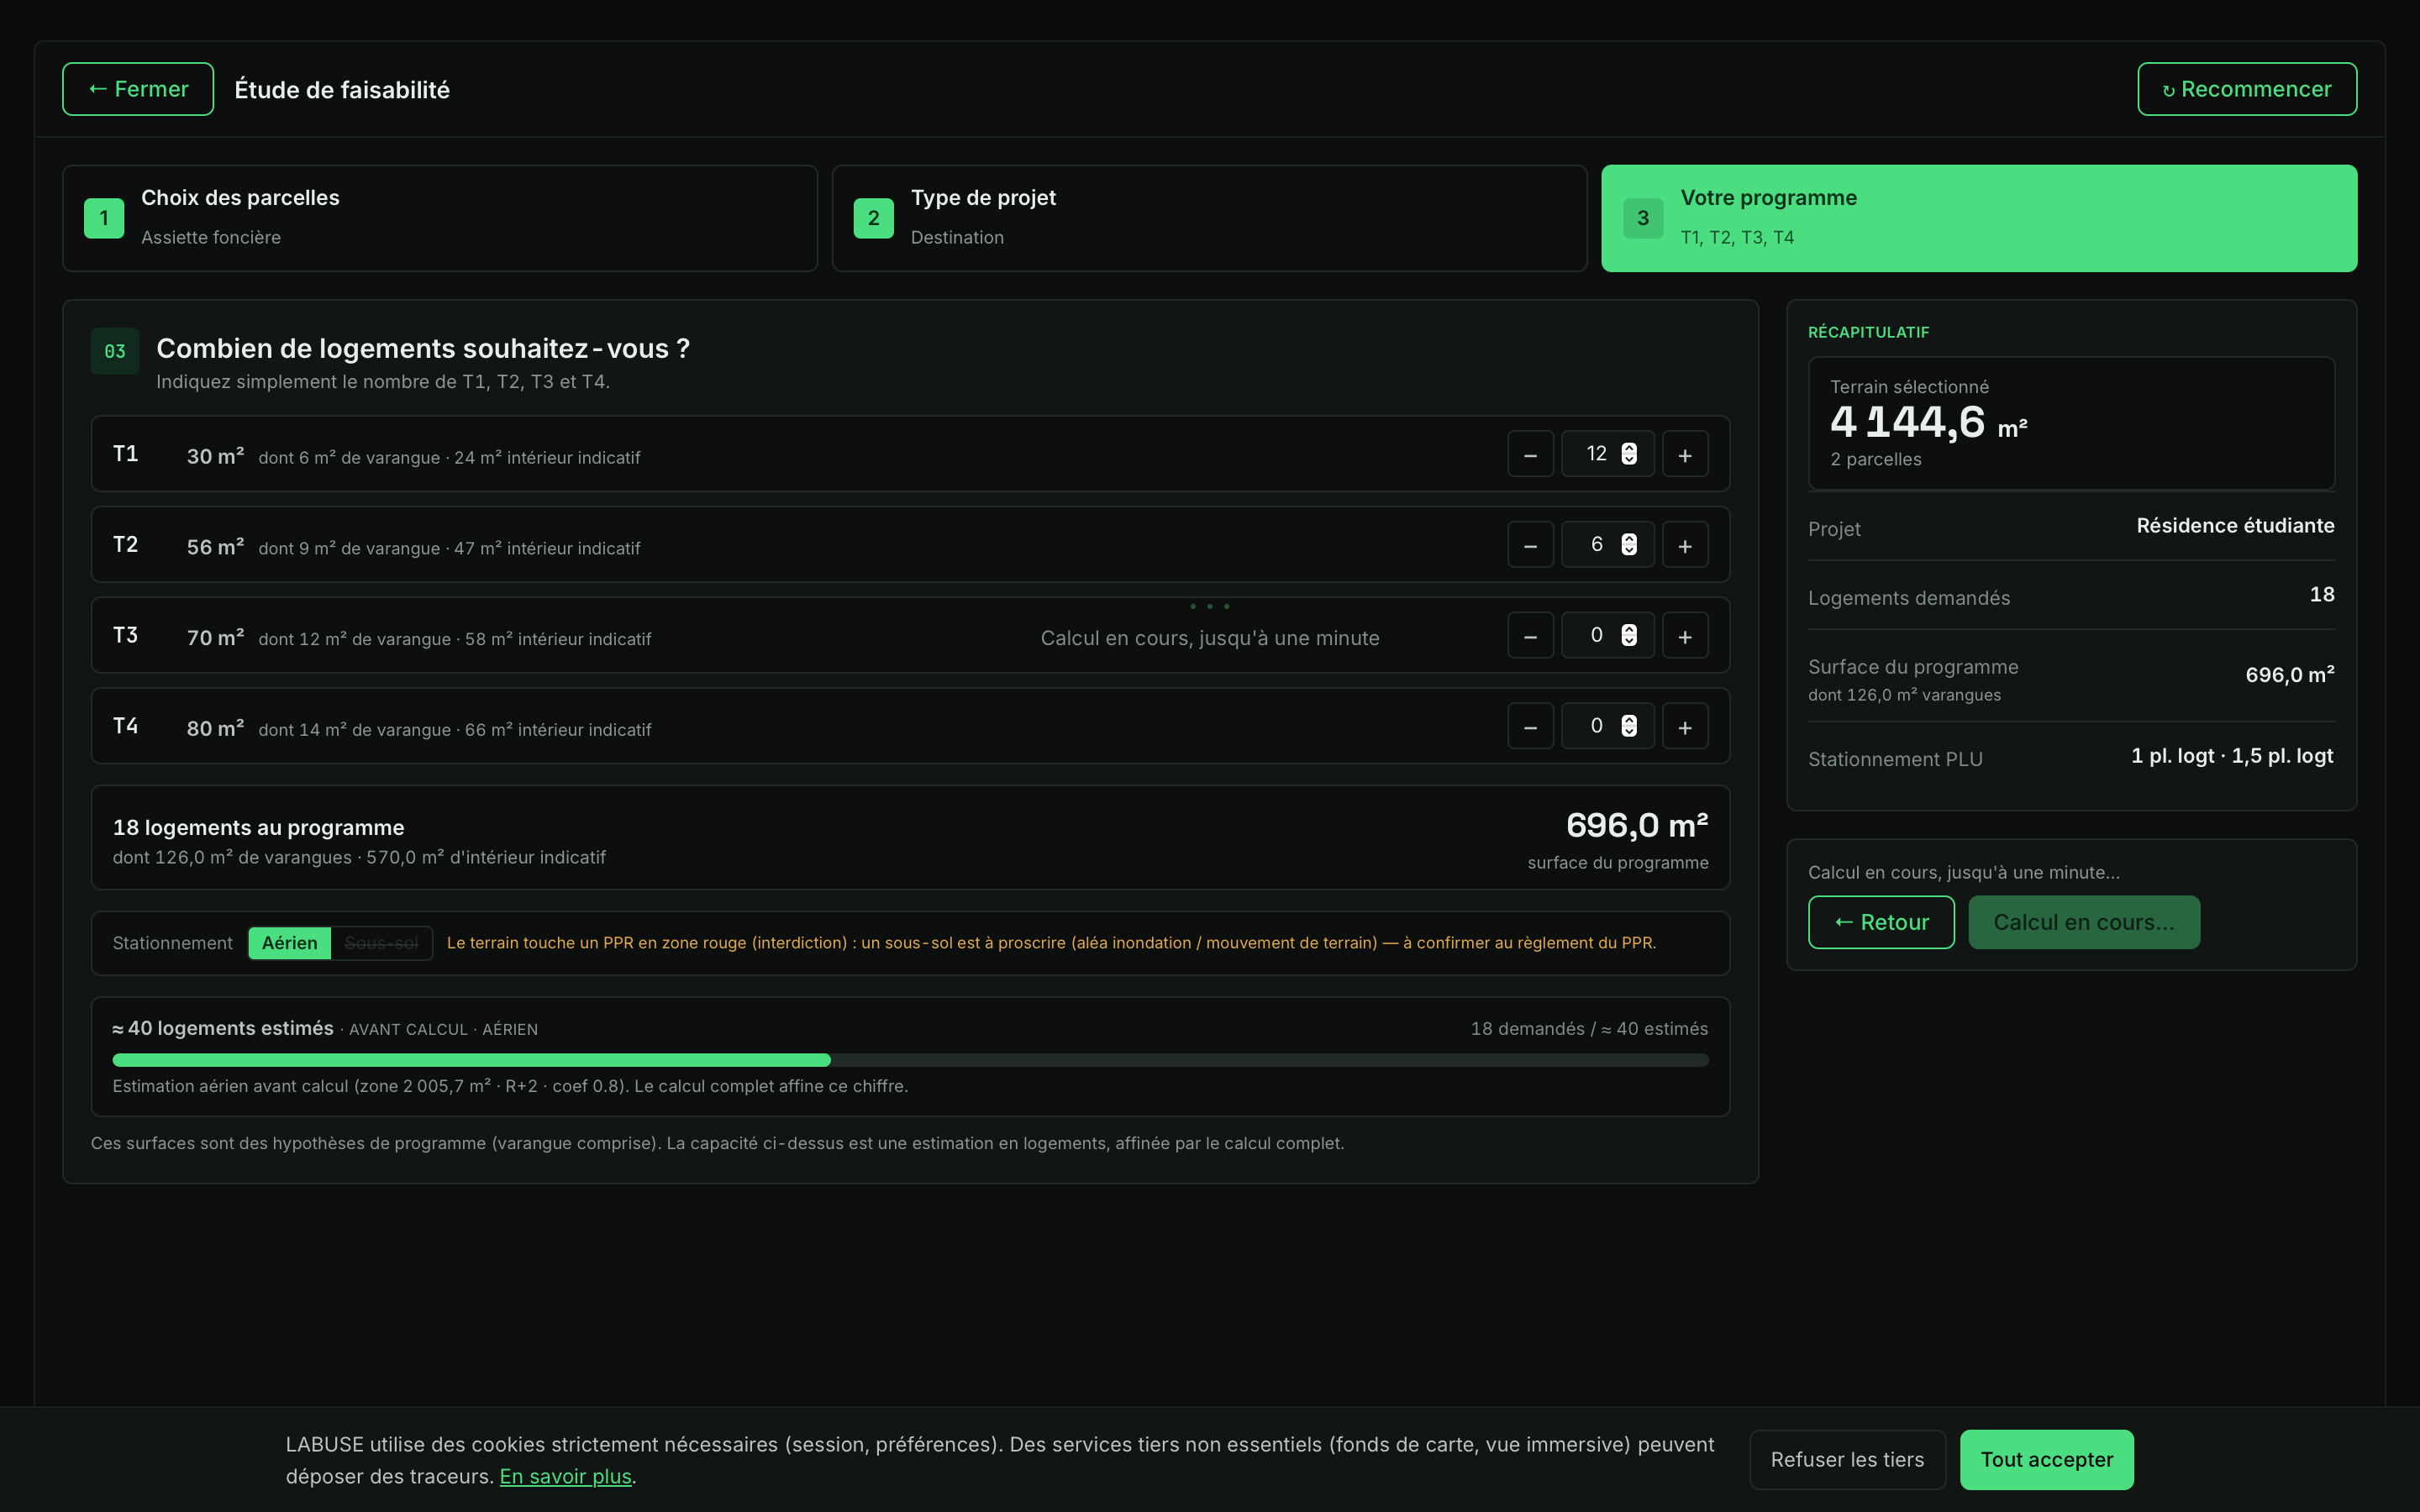 ← Fermer
Étude de faisabilité
↻ Recommencer
1
Choix des parcelles
Assiette foncière
2
Type de projet
Destination
3
Votre programme
T1, T2, T3, T4
03
Combien de logements souhaitez-vous ?
Indiquez simplement le nombre de T1, T2, T3 et T4.
T1 30 m² dont 6 m² de varangue · 24 m² intérieur indicatif − 12 +
T2 56 m² dont 9 m² de varangue · 47 m² intérieur indicatif − 6 +
T3 70 m² dont 12 m² de varangue · 58 m² intérieur indicatif − 0 +
Calcul en cours, jusqu'à une minute
T4 80 m² dont 14 m² de varangue · 66 m² intérieur indicatif − 0 +
18 logements au programme
dont 126,0 m² de varangues · 570,0 m² d'intérieur indicatif
696,0 m²
surface du programme
Stationnement Aérien Sous-sol Le terrain touche un PPR en zone rouge (interdiction) : un sous-sol est à proscrire (aléa inondation / mouvement de terrain) — à confirmer au règlement du PPR.
≈ 40 logements estimés · AVANT CALCUL · AÉRIEN
18 demandés / ≈ 40 estimés
Estimation aérien avant calcul (zone 2 005,7 m² · R+2 · coef 0.8). Le calcul complet affine ce chiffre.
Ces surfaces sont des hypothèses de programme (varangue comprise). La capacité ci-dessus est une estimation en logements, affinée par le calcul complet.
RÉCAPITULATIF
Terrain sélectionné
4 144,6 m²
2 parcelles
Projet Résidence étudiante
Logements demandés 18
Surface du programme 696,0 m²
dont 126,0 m² varangues
Stationnement PLU 1 pl. logt · 1,5 pl. logt
Calcul en cours, jusqu'à une minute...
← Retour
Calcul en cours...
LABUSE utilise des cookies strictement nécessaires (session, préférences). Des services tiers non essentiels (fonds de carte, vue immersive) peuvent
déposer des traceurs. En savoir plus.
Refuser les tiers
Tout accepter